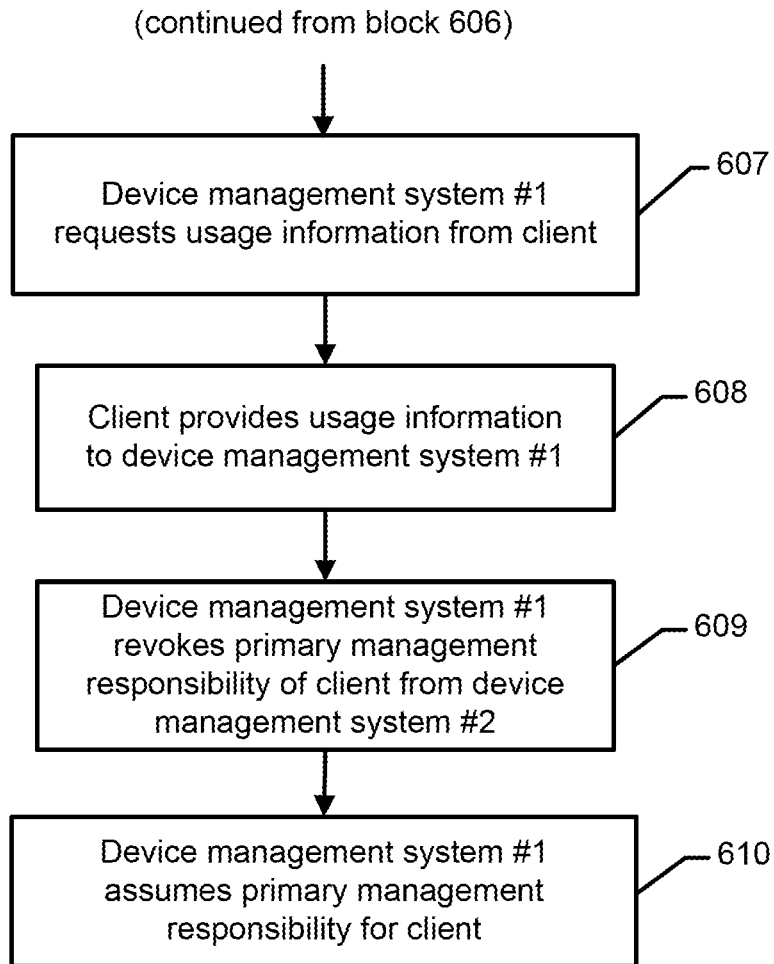 (continued from block 606)
607
Device management system #1
requests usage information from client
608
Client provides usage information
to device management system #1
609
Device management system #1
revokes primary management
responsibility of client from device
management system #2
610
Device management system #1
assumes primary management
responsibility for client